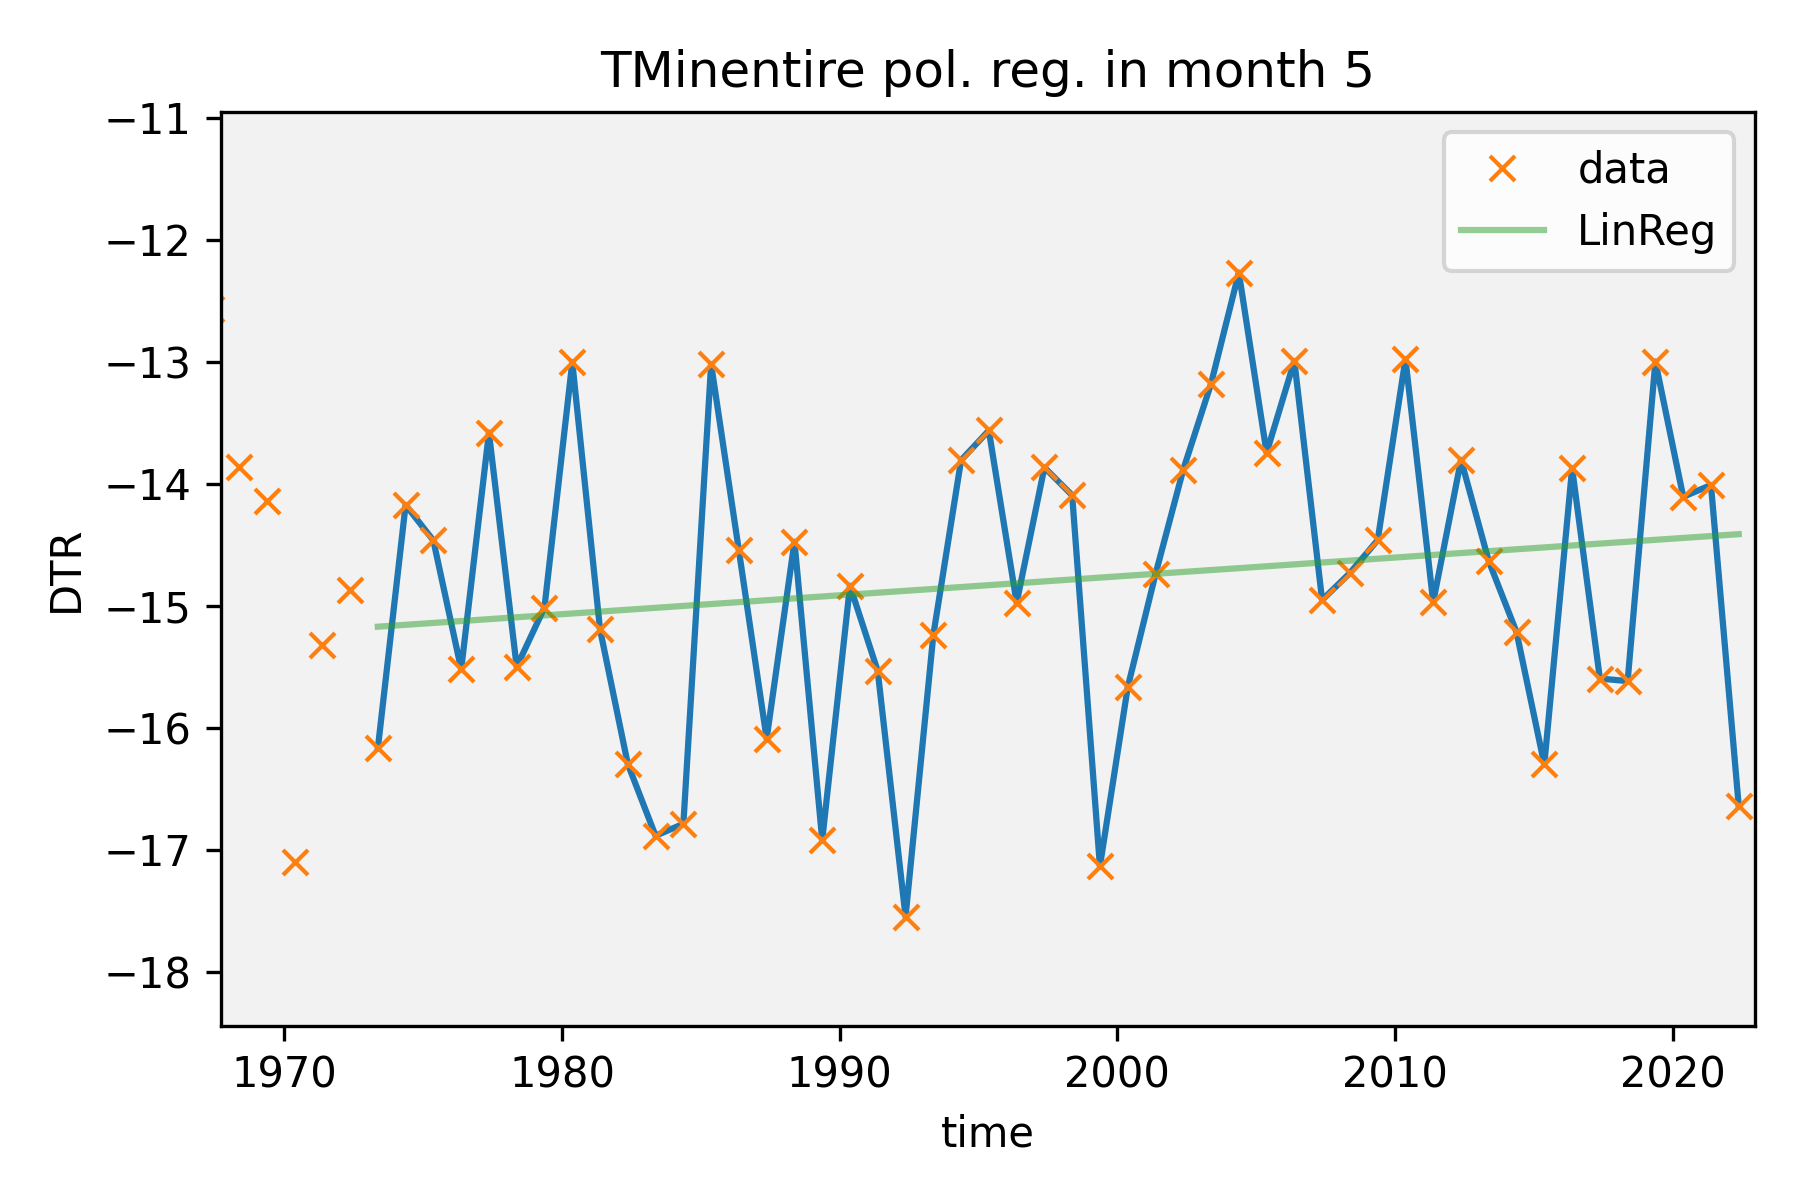 TMinentire pol. reg. in month 5
−11
−12
−13
−14
−15
−16
−17
−18
DTR
data
LinReg
1970 1980 1990 2000 2010 2020
time